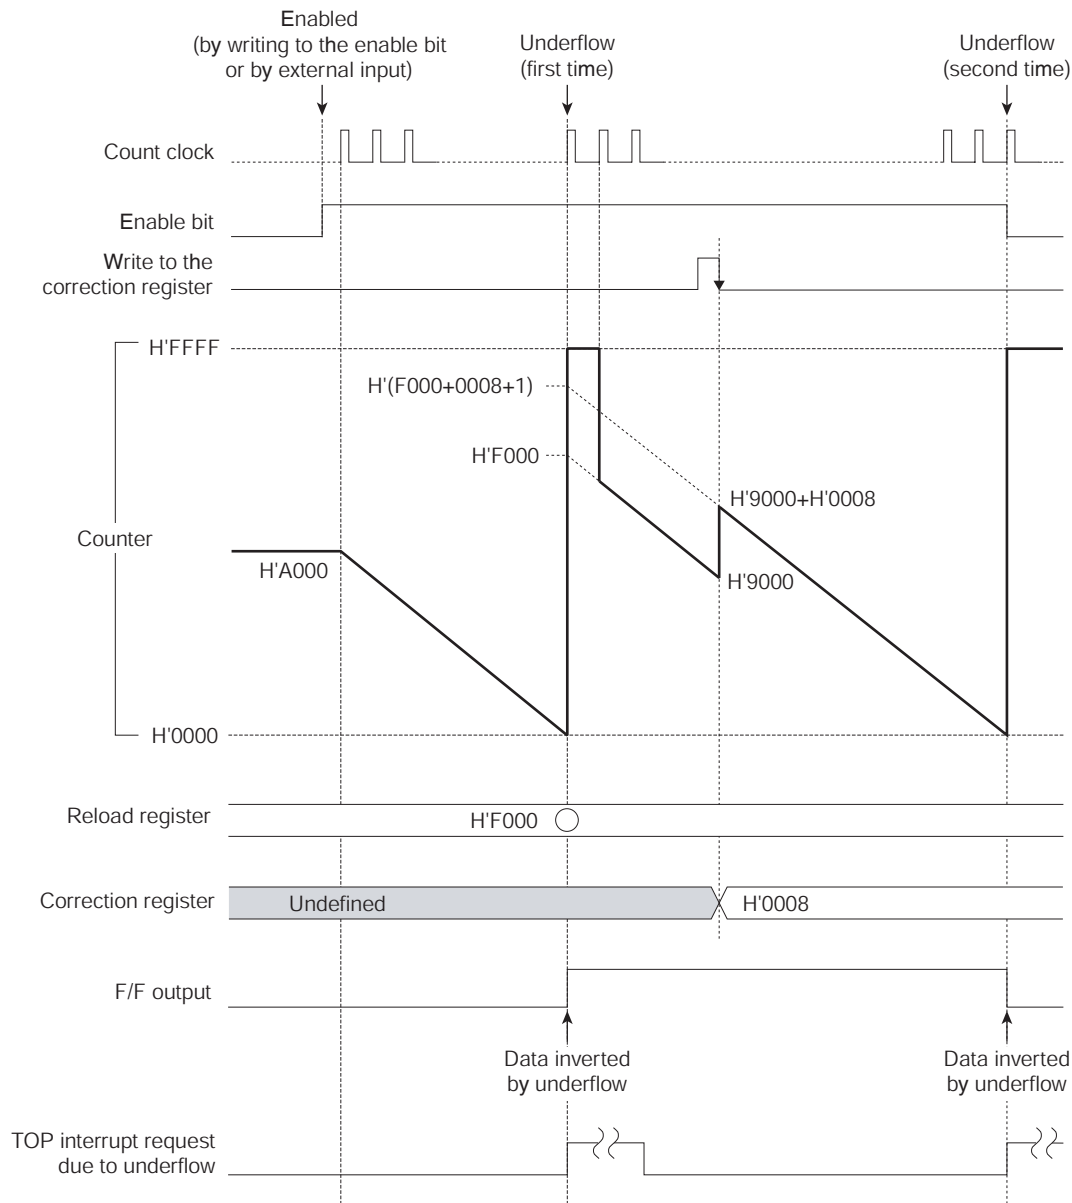 Enabled
(by writing to the enable bit
or by external input)
Underflow
(first time)
Underflow
(second time)
Count clock
Enable bit
Write to the
correction register
H'FFFF
H'(F000+0008+1)
H'F000
H'9000+H'0008
Counter
H'A000
H'9000
H'0000
Reload register
H'F000
Correction register
Undefined
H'0008
F/F output
Data inverted
by underflow
Data inverted
by underflow
TOP interrupt request
due to underflow